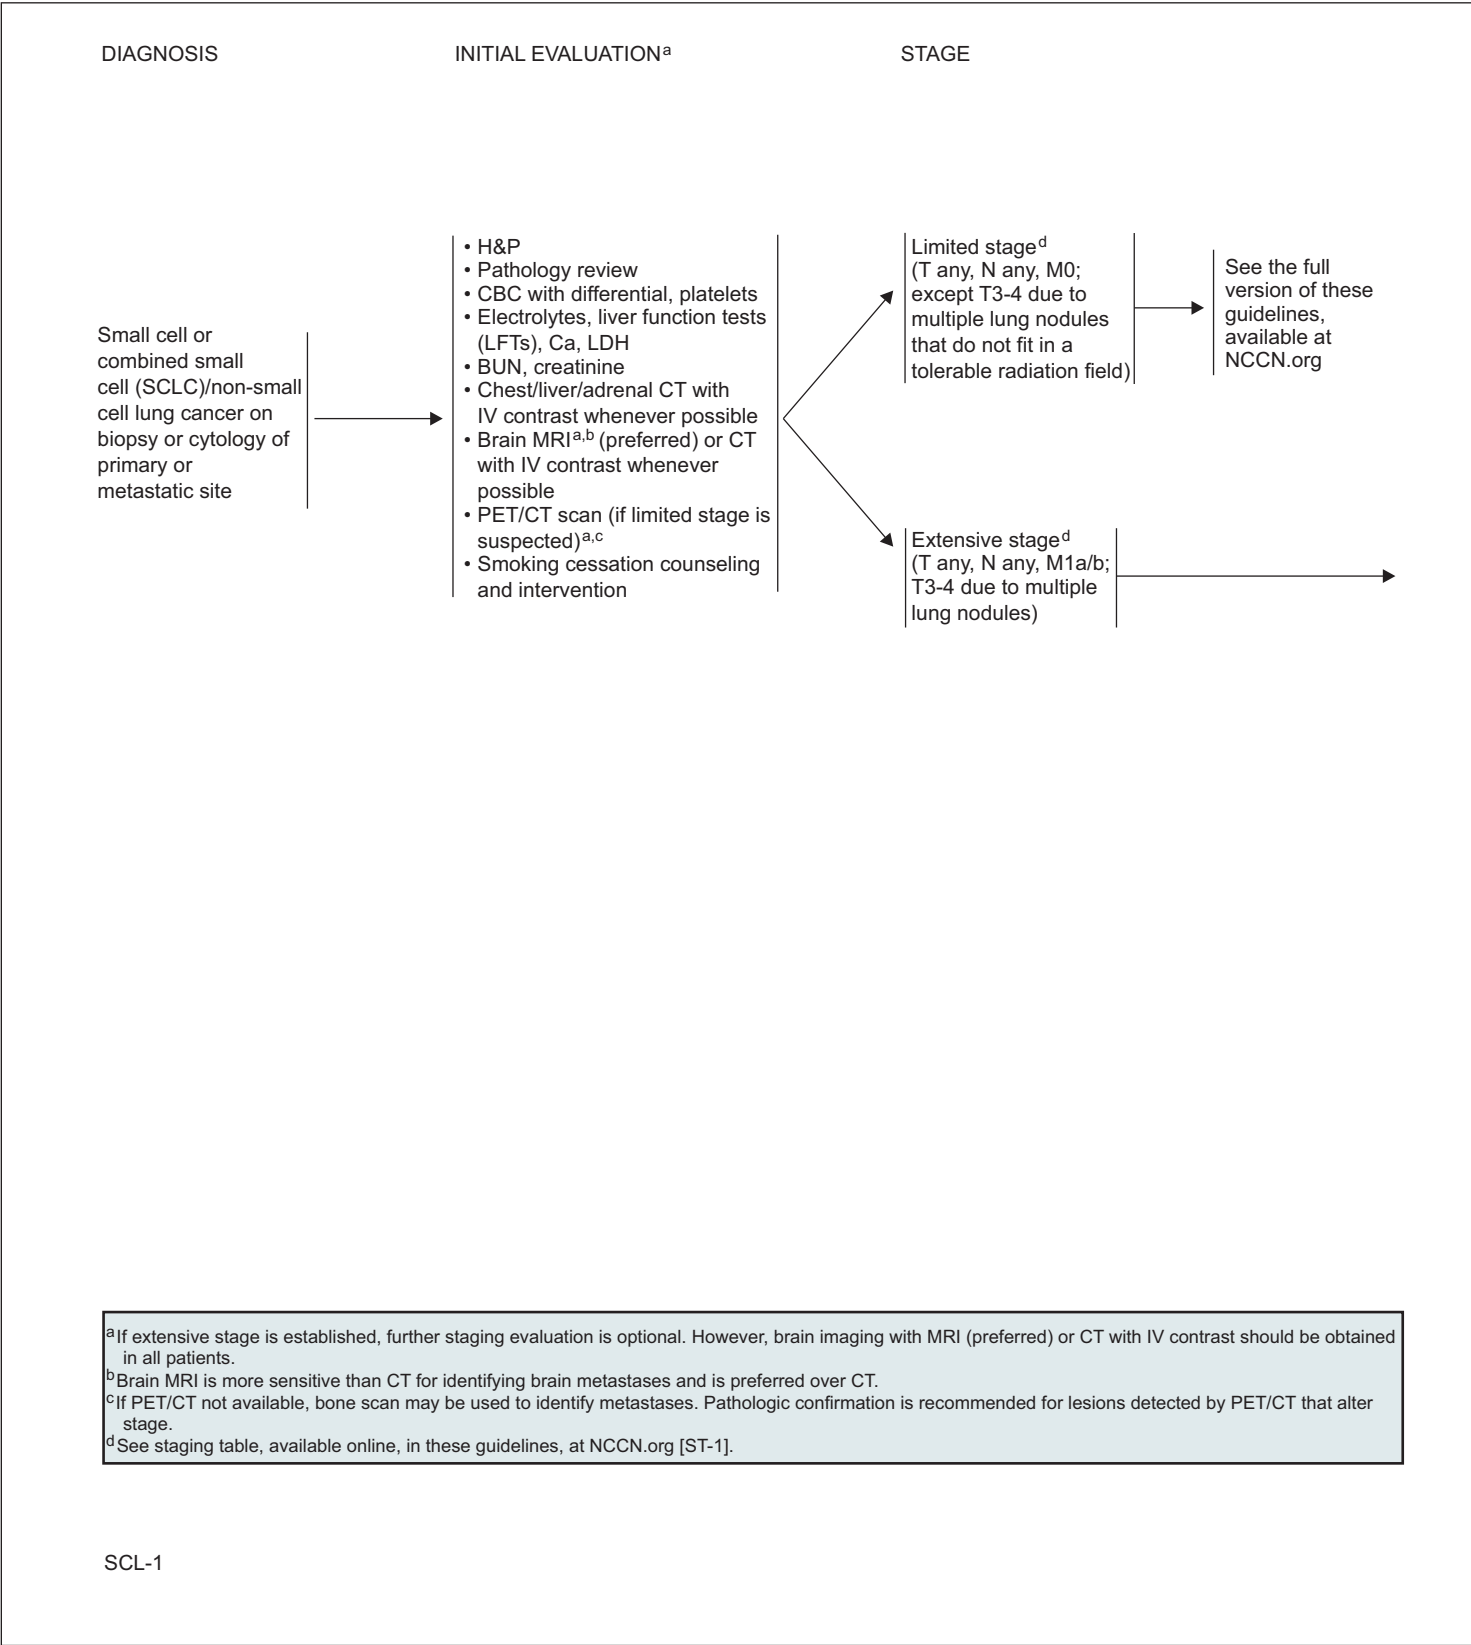 DIAGNOSIS
INITIAL EVALUATIONa
STAGE
Small cell or
combined small
cell (SCLC)/non-small
cell lung cancer on
biopsy or cytology of
primary or
metastatic site
• H&P
• Pathology review
• CBC with differential, platelets
• Electrolytes, liver function tests
(LFTs), Ca, LDH
• BUN, creatinine
• Chest/liver/adrenal CT with
IV contrast whenever possible
• Brain MRIa,b (preferred) or CT
with IV contrast whenever
possible
• PET/CT scan (if limited stage is
suspected)a,c
• Smoking cessation counseling
and intervention
Limited staged
(T any, N any, M0;
except T3-4 due to
multiple lung nodules
that do not fit in a
tolerable radiation field)
See the full
version of these
guidelines,
available at
NCCN.org
Extensive staged
(T any, N any, M1a/b;
T3-4 due to multiple
lung nodules)
aIf extensive stage is established, further staging evaluation is optional. However, brain imaging with MRI (preferred) or CT with IV contrast should be obtained
in all patients.
bBrain MRI is more sensitive than CT for identifying brain metastases and is preferred over CT.
cIf PET/CT not available, bone scan may be used to identify metastases. Pathologic confirmation is recommended for lesions detected by PET/CT that alter
stage.
dSee staging table, available online, in these guidelines, at NCCN.org [ST-1].
SCL-1